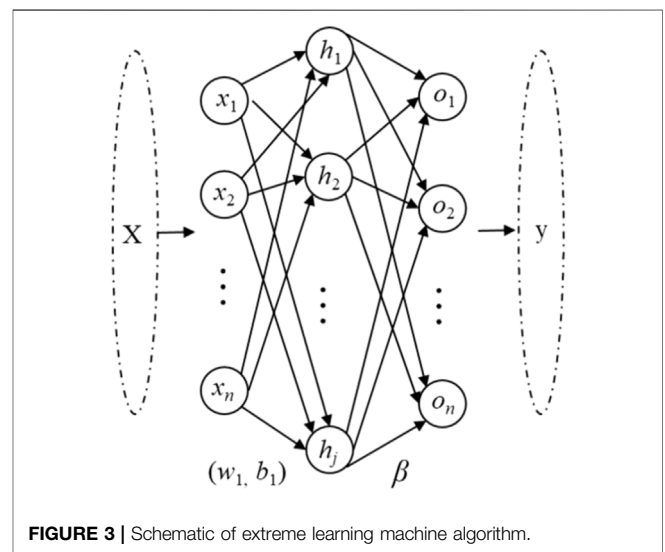 X
x₁
x₂
⋮
xₙ
(w₁, b₁)
h₁
h₂
⋮
hⱼ
β
o₁
o₂
⋮
oₙ
y
FIGURE 3 | Schematic of extreme learning machine algorithm.